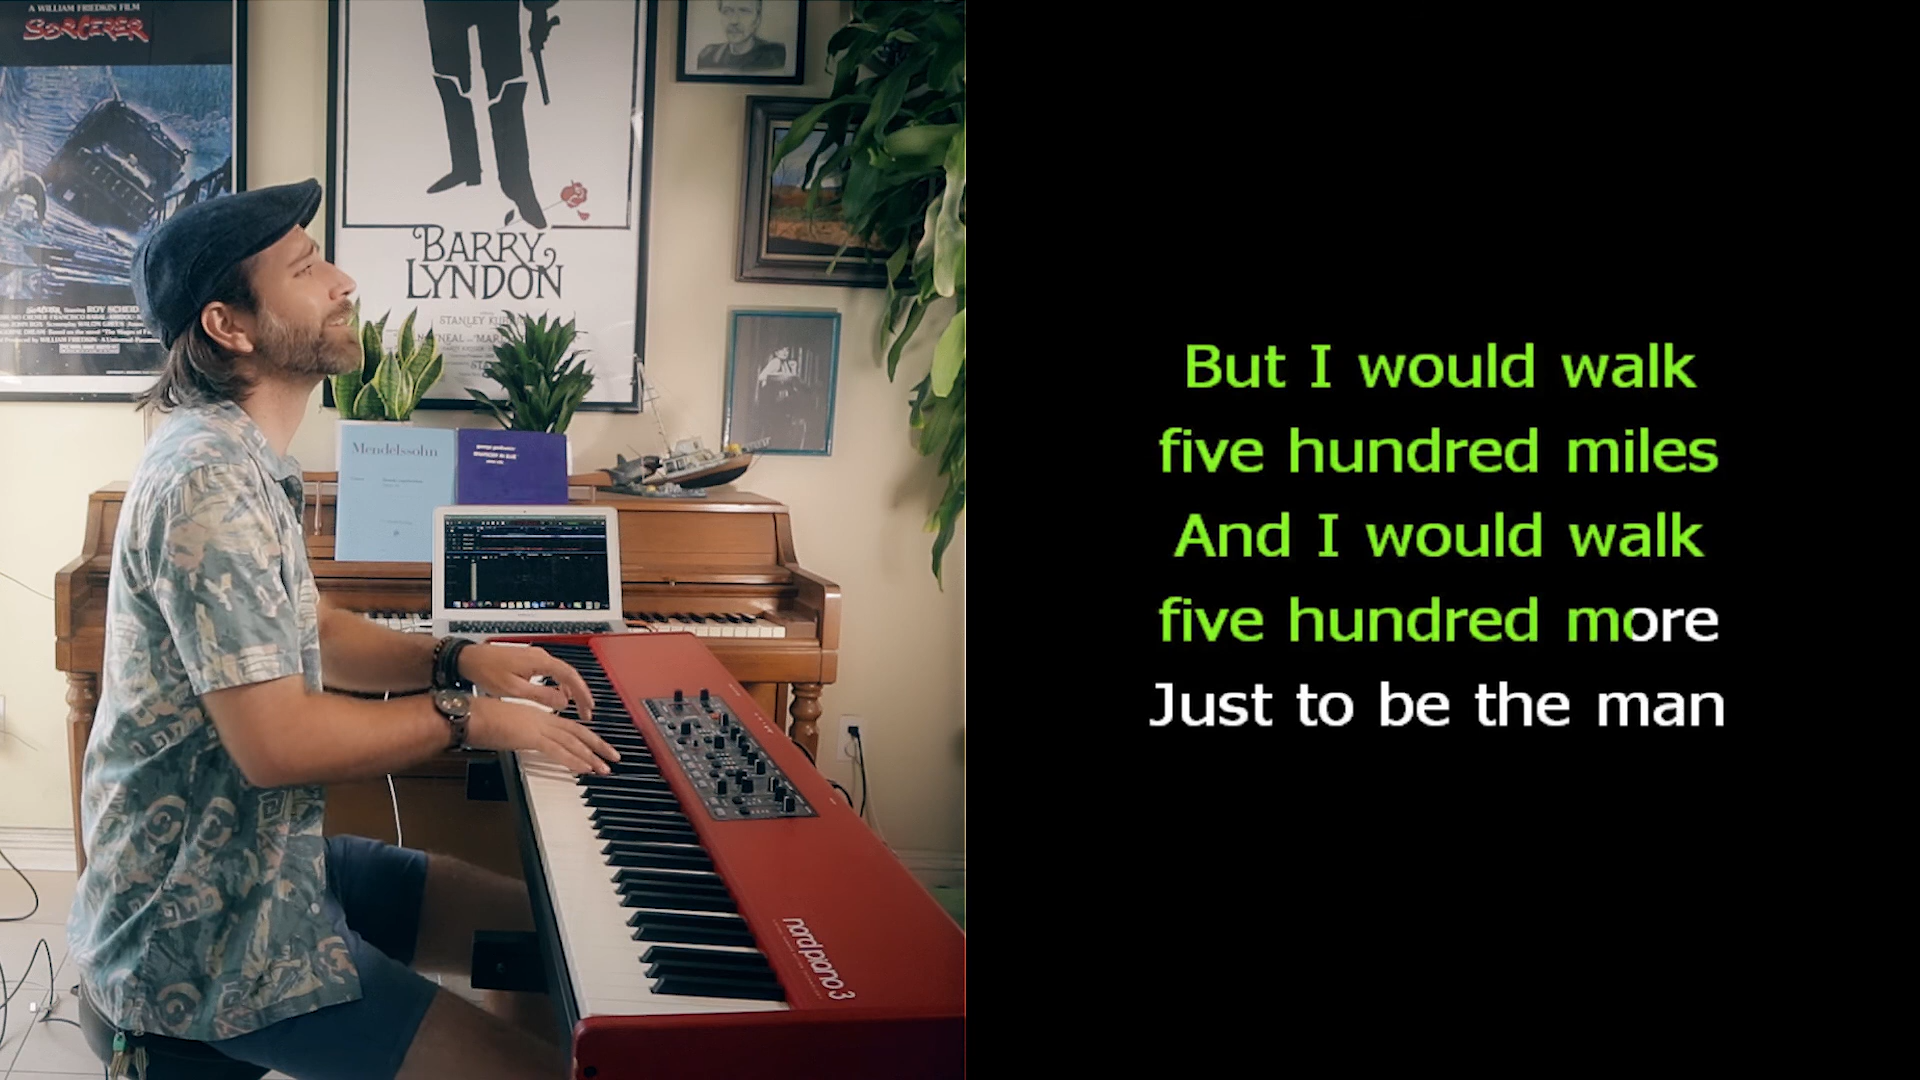 A WILLIAM FRIEDKIN FILM
SORCERER
BARRY
LYNDON
STANLEY
Mendelssohn
nord piano 3
But I would walk
five hundred miles
And I would walk
five hundred more
Just to be the man